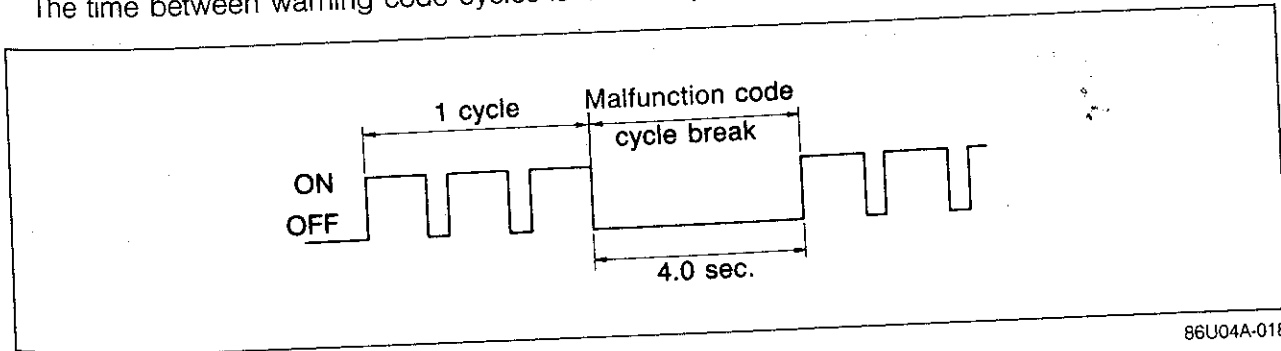 The time between warning code cycles is
1 cycle
Malfunction code
cycle break
ON
OFF
4.0 sec.
86U04A-018